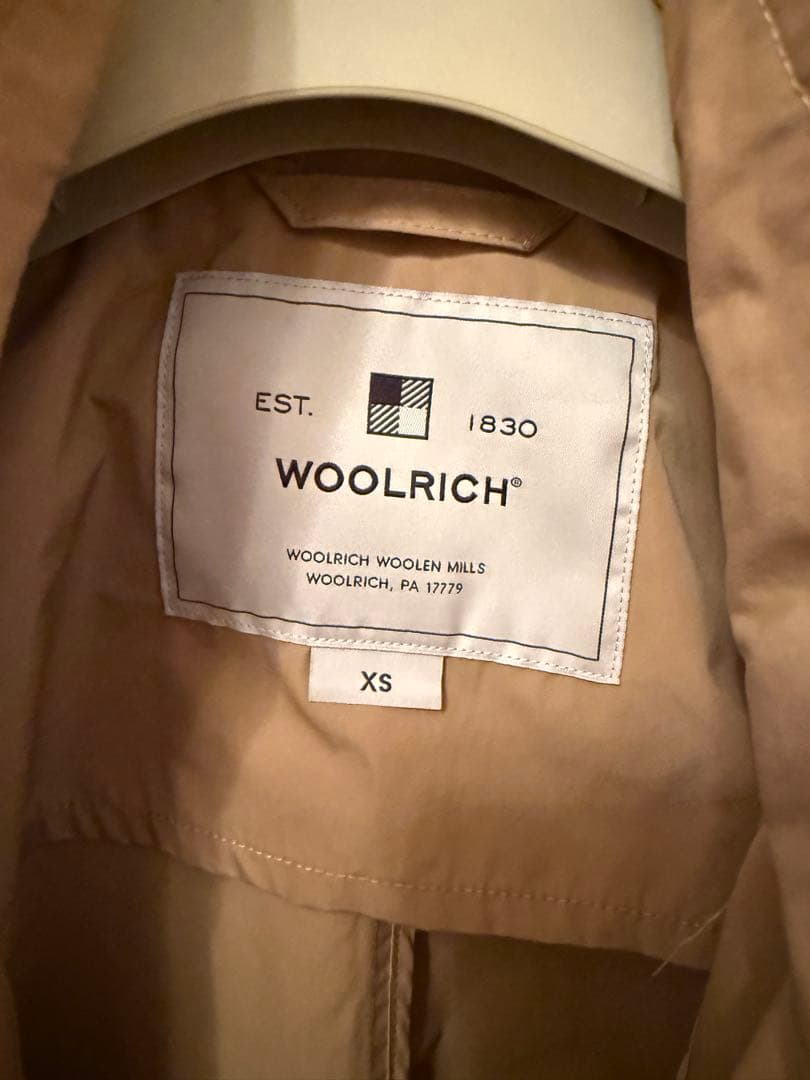 EST. 1830
WOOLRICH®
WOOLRICH WOOLEN MILLS
WOOLRICH, PA 17779
XS